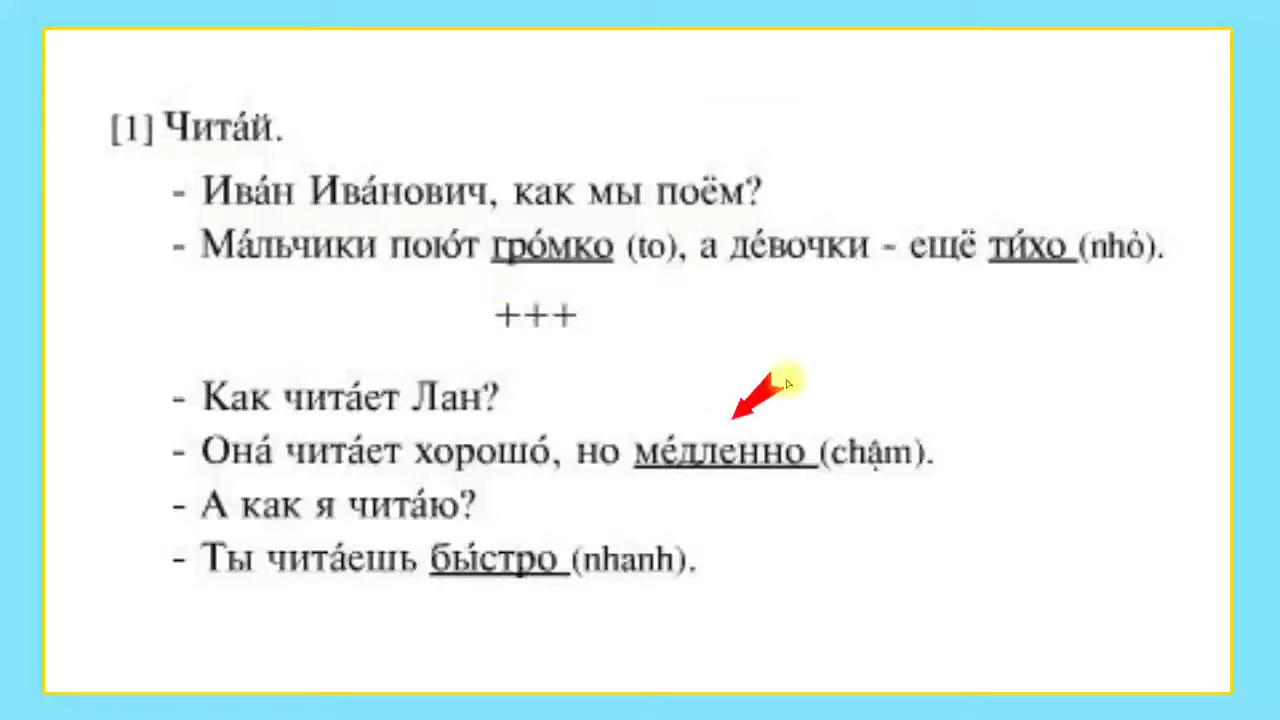 [1] Чита́й.
- Ива́н Ива́нович, как мы поём?
- Ма́льчики пою́т гро́мко (to), а де́вочки - ещё ти́хо (nhỏ).
+++
- Как чита́ет Лан?
- Она́ чита́ет хорошо́, но ме́дленно (chậm).
- А как я чита́ю?
- Ты чита́ешь бы́стро (nhanh).